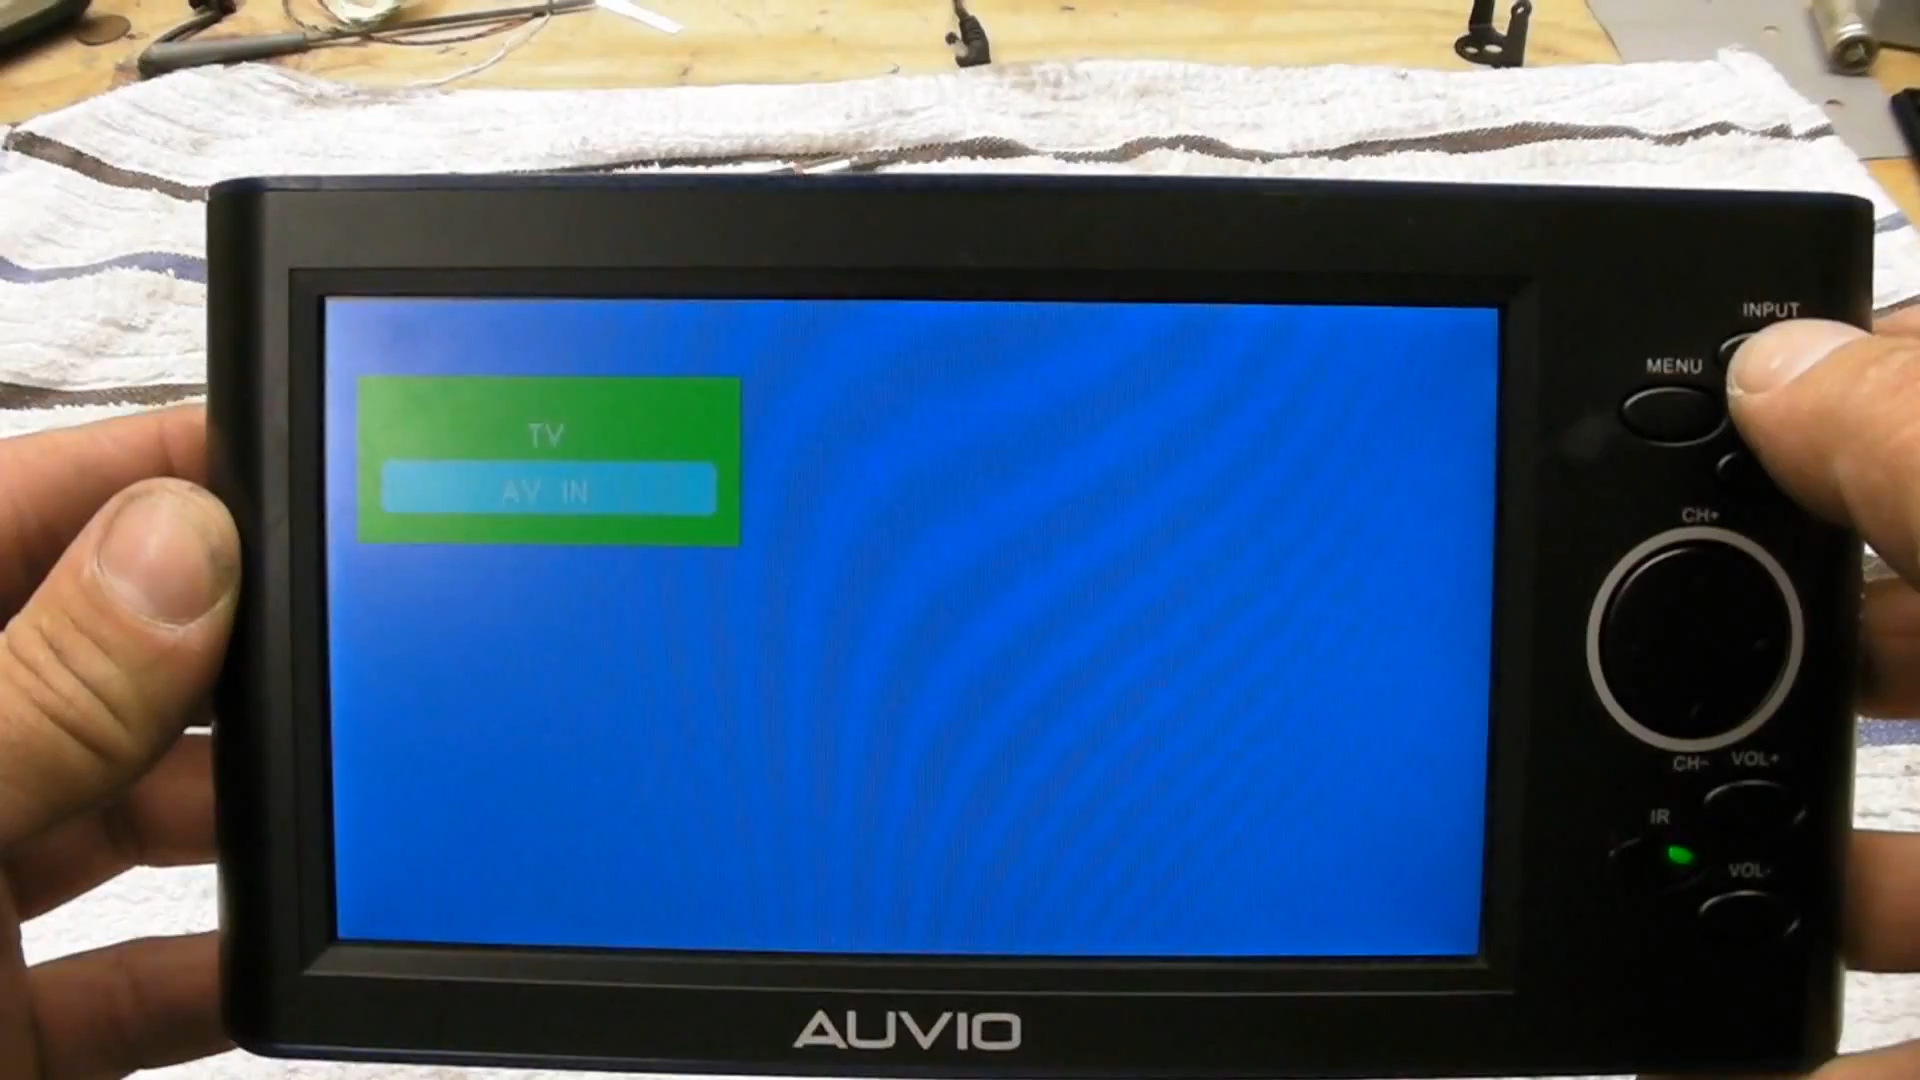 INPUT
MENU
TV
AV IN
CH+
CH-
VOL+
IR
VOL-
AUVIO